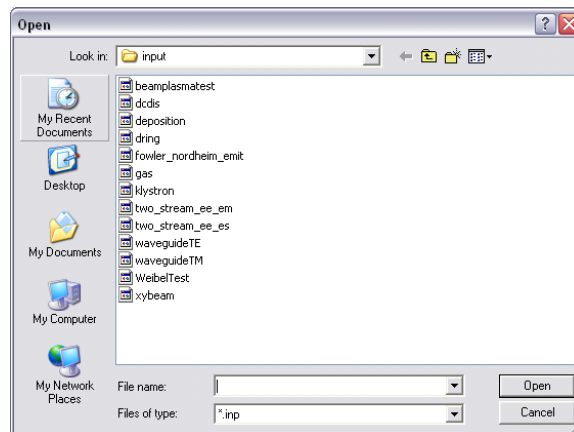 Open
Look in: input
My Recent
Documents
Desktop
My Documents
My Computer
My Network
Places
beamplasmatest
dcdis
deposition
dring
fowler_nordheim_emit
gas
klystron
two_stream_ee_em
two_stream_ee_es
waveguideTE
waveguideTM
WeibelTest
xybeam
File name: Open
Files of type: *.inp Cancel